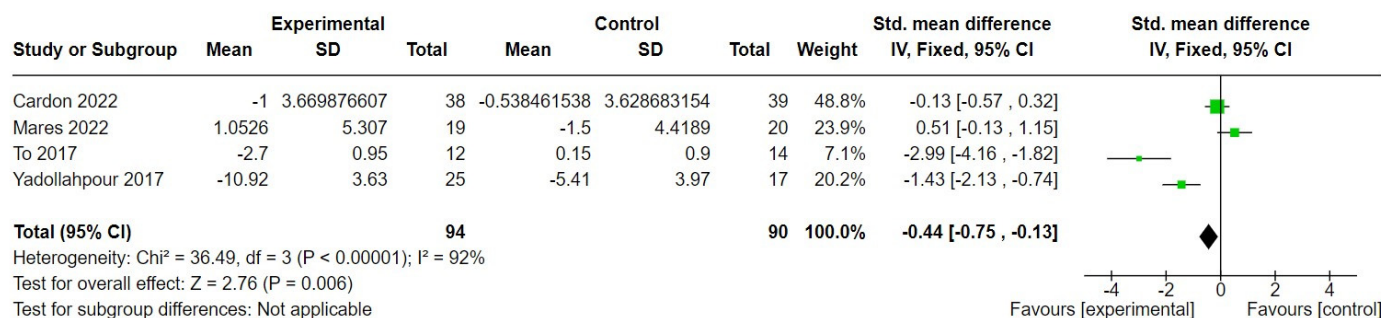 Experimental Control Std. mean difference Std. mean difference
Study or Subgroup Mean SD Total Mean SD Total Weight IV, Fixed, 95% CI IV, Fixed, 95% CI
Cardon 2022 -1 3.669876607 38 -0.538461538 3.628683154 39 48.8% -0.13 [-0.57 , 0.32]
Mares 2022 1.0526 5.307 19 -1.5 4.4189 20 23.9% 0.51 [-0.13 , 1.15]
To 2017 -2.7 0.95 12 0.15 0.9 14 7.1% -2.99 [-4.16 , -1.82]
Yadollahpour 2017 -10.92 3.63 25 -5.41 3.97 17 20.2% -1.43 [-2.13 , -0.74]
Total (95% CI) 94 90 100.0% -0.44 [-0.75 , -0.13]
Heterogeneity: Chi² = 36.49, df = 3 (P < 0.00001); I² = 92%
Test for overall effect: Z = 2.76 (P = 0.006)
Test for subgroup differences: Not applicable
-4 -2 0 2 4
Favours [experimental] Favours [control]